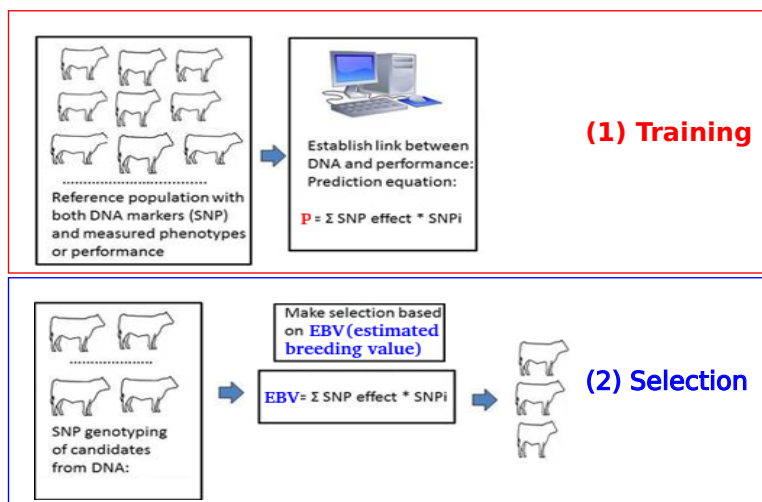 (1) Training
Reference population with
both DNA markers (SNP)
and measured phenotypes
or performance
Establish link between
DNA and performance:
Prediction equation:
P = Σ SNP effect * SNPi
(2) Selection
SNP genotyping
of candidates
from DNA:
Make selection based
on EBV(estimated
breeding value)
EBV= Σ SNP effect * SNPi